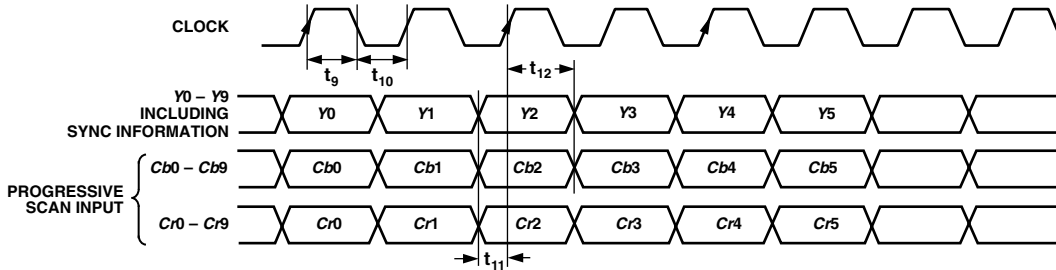 CLOCK
t9
t10
t12
Y0 – Y9
INCLUDING
SYNC INFORMATION
Y0
Y1
Y2
Y3
Y4
Y5
PROGRESSIVE
SCAN INPUT
Cb0 – Cb9
Cb0
Cb1
Cb2
Cb3
Cb4
Cb5
Cr0 – Cr9
Cr0
Cr1
Cr2
Cr3
Cr4
Cr5
t11